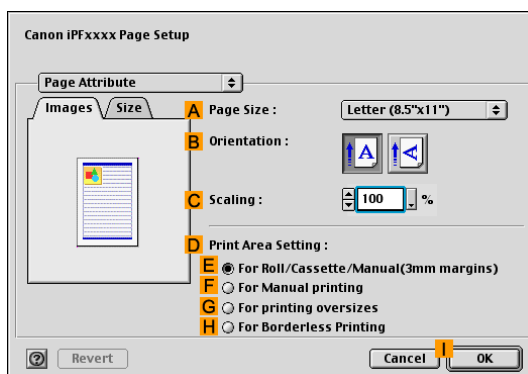 Canon iPFxxxx Page Setup
Page Attribute
Images Size
A Page Size : Letter (8.5"x11")
B Orientation : A A
C Scaling : 100 %
D Print Area Setting :
E For Roll/Cassette/Manual(3mm margins)
F For Manual printing
G For printing oversizes
H For Borderless Printing
I
? Revert Cancel OK